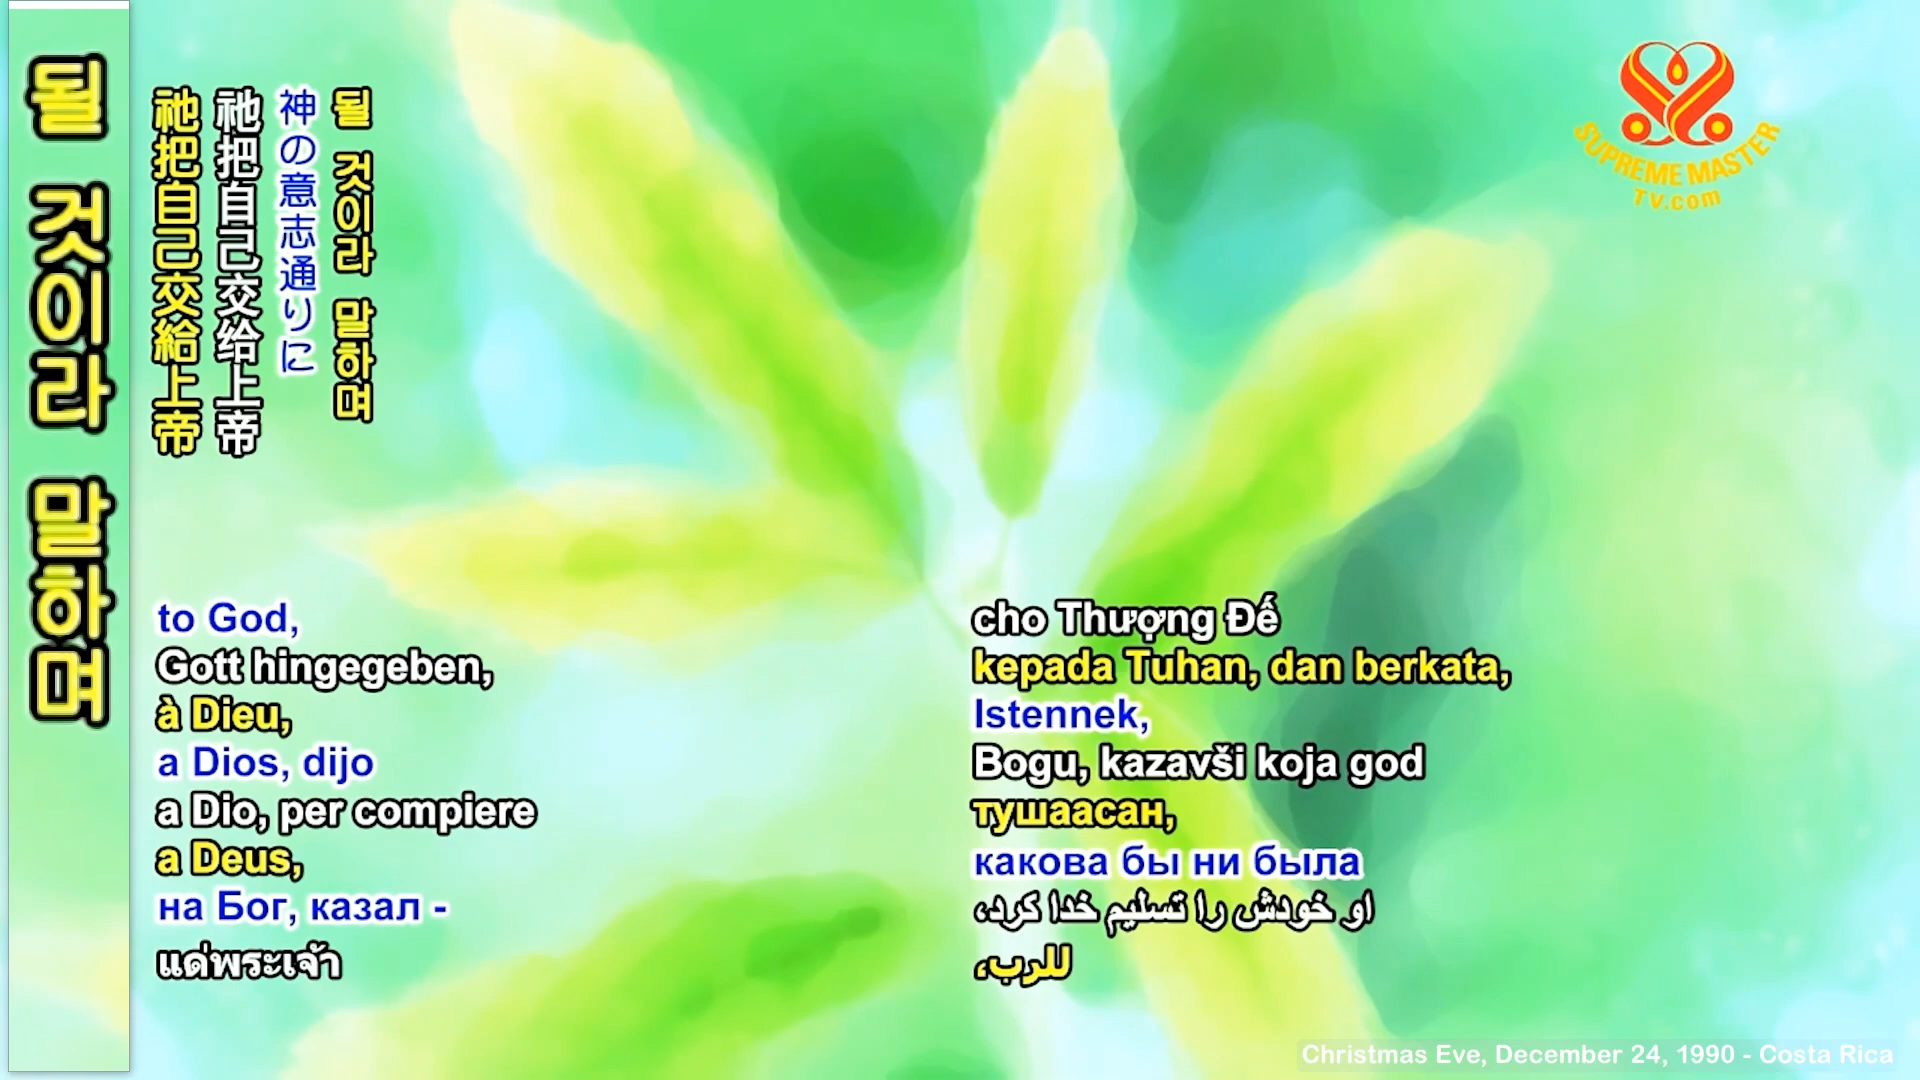 될 것이라 말하며
祂把自己交給上帝
祂把自己交给上帝
神の意志通りに
될 것이라 말하며
SUPREME MASTER
TV.com
to God,
Gott hingegeben,
à Dieu,
a Dios, dijo
a Dio, per compiere
a Deus,
на Бог, казал -
แด่พระเจ้า
cho Thượng Đế
kepada Tuhan, dan berkata,
Istennek,
Bogu, kazavši koja god
тушаасан,
какова бы ни была
او خودش را تسلیم خدا کرد،
للرب،
Christmas Eve, December 24, 1990 - Costa Rica